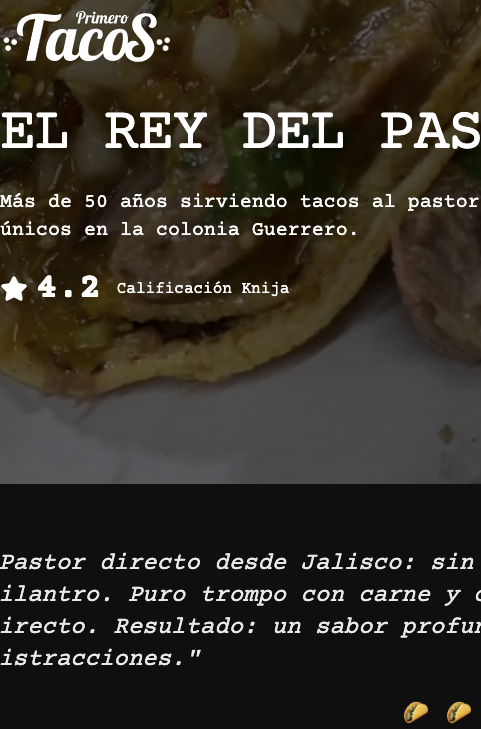 Primero
TacoS
EL REY DEL PAS
Más de 50 años sirviendo tacos al pastor
únicos en la colonia Guerrero.
4.2 Calificación Knija
Pastor directo desde Jalisco: sin
ilantro. Puro trompo con carne y c
irecto. Resultado: un sabor profun
istracciones."